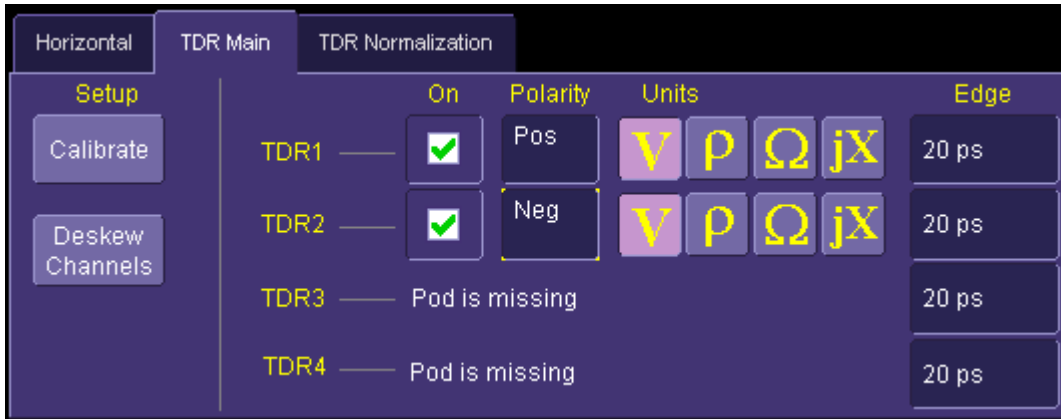 Horizontal TDR Main TDR Normalization
Setup On Polarity Units Edge
Calibrate TDR1 Pos V ρ Ω jX 20 ps
Deskew Channels TDR2 Neg V ρ Ω jX 20 ps
TDR3 Pod is missing 20 ps
TDR4 Pod is missing 20 ps